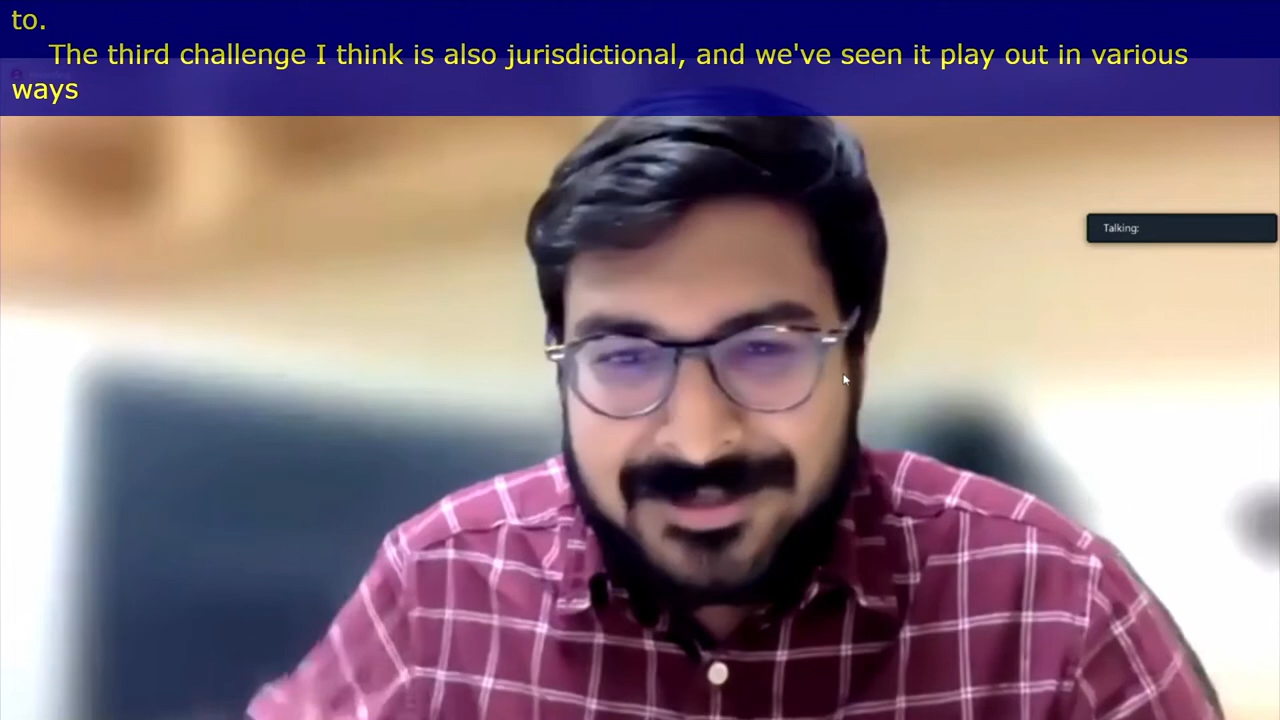 to.
The third challenge I think is also jurisdictional, and we've seen it play out in various
ways
Talking: